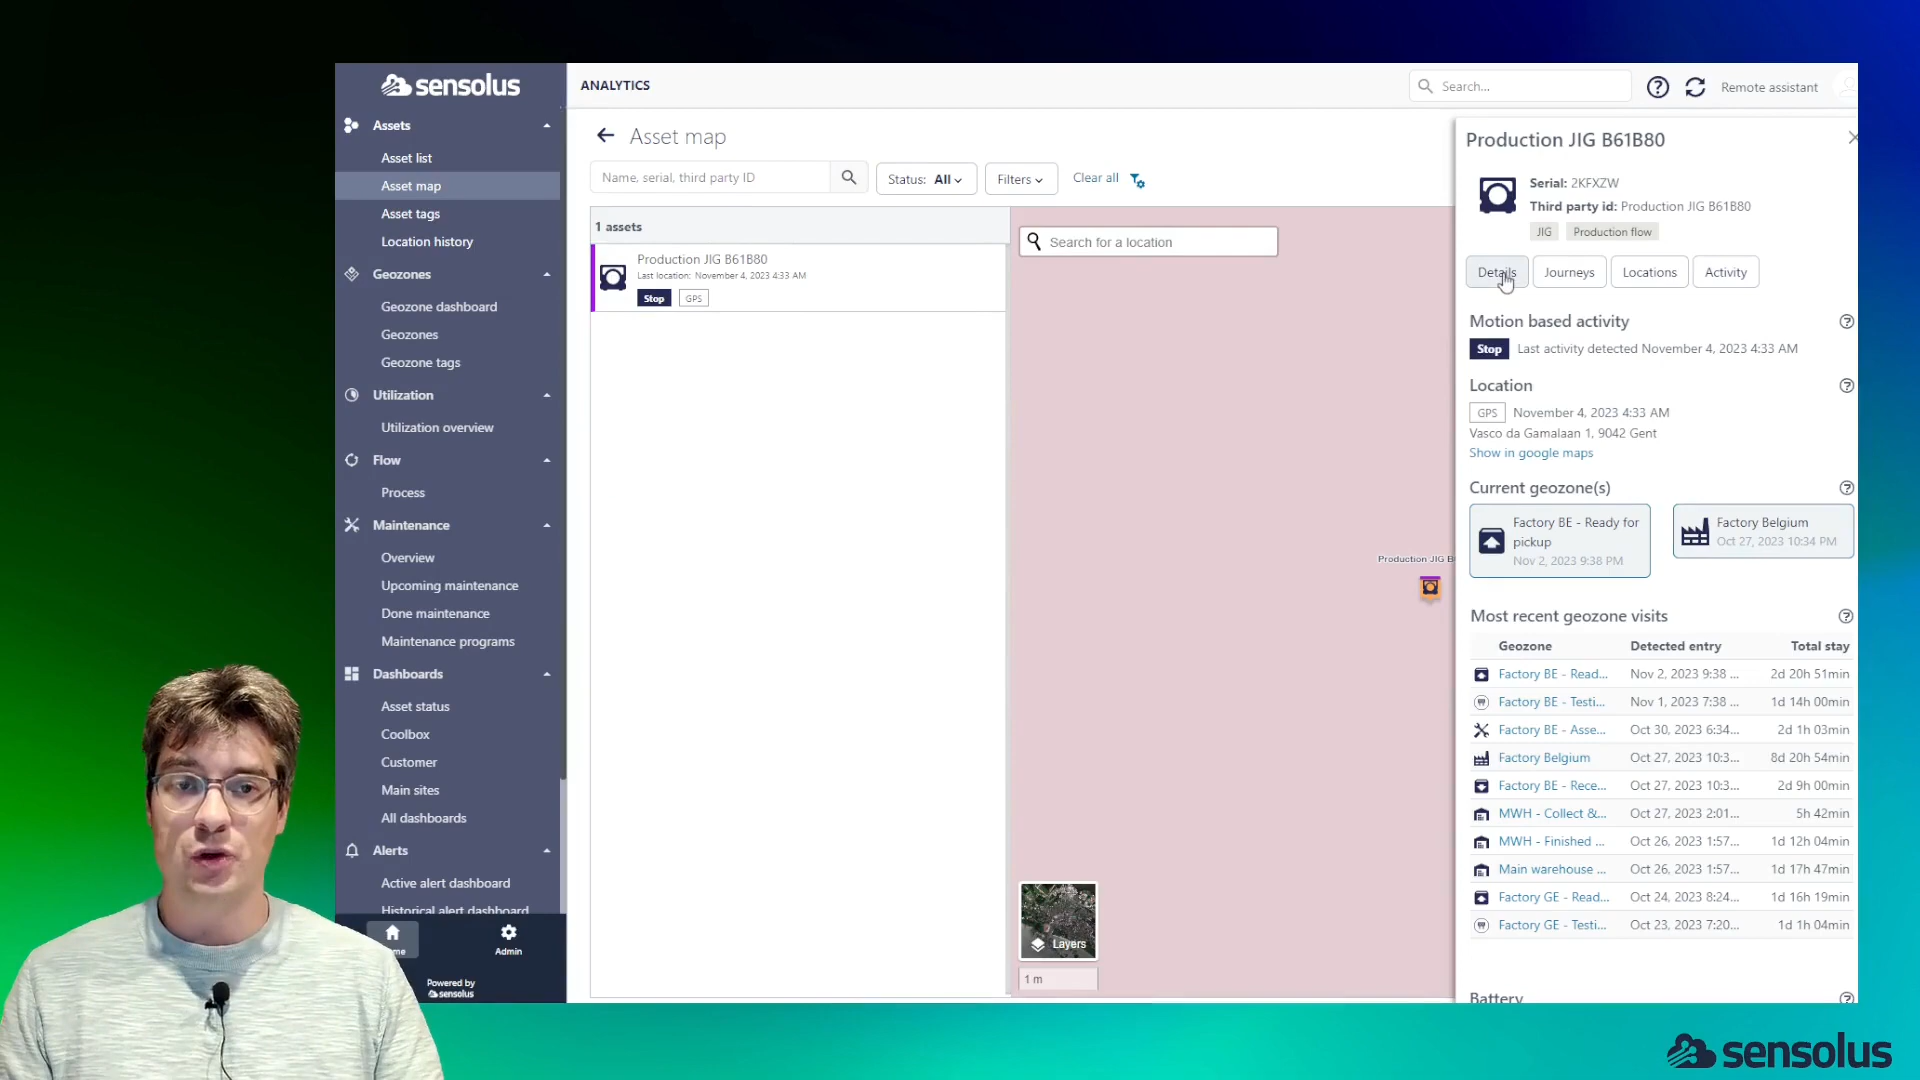 sensolus
Assets
Asset list
Asset map
Asset tags
Location history
Geozones
Geozone dashboard
Geozones
Geozone tags
Utilization
Utilization overview
Flow
Process
Maintenance
Overview
Upcoming maintenance
Done maintenance
Maintenance programs
Dashboards
Asset status
Coolbox
Customer
Main sites
All dashboards
Alerts
Active alert dashboard
Historical alert dashboard
Admin
Powered by
sensolus
ANALYTICS
Search...
Remote assistant
Asset map
Name, serial, third party ID
Status: All
Filters
Clear all
1 assets
Production JIG B61B80
Last location: November 4, 2023 4:33 AM
Stop
GPS
Search for a location
Production JIG B
Layers
1 m
Production JIG B61B80
Serial: 2KFXZW
Third party id: Production JIG B61B80
JIG
Production flow
Details
Journeys
Locations
Activity
Motion based activity
Stop Last activity detected November 4, 2023 4:33 AM
Location
GPS November 4, 2023 4:33 AM
Vasco da Gamalaan 1, 9042 Gent
Show in google maps
Current geozone(s)
Factory BE - Ready for
pickup
Nov 2, 2023 9:38 PM
Factory Belgium
Oct 27, 2023 10:34 PM
Most recent geozone visits
Geozone Detected entry Total stay
Factory BE - Read... Nov 2, 2023 9:38 ... 2d 20h 51min
Factory BE - Testi... Nov 1, 2023 7:38 ... 1d 14h 00min
Factory BE - Asse... Oct 30, 2023 6:34... 2d 1h 03min
Factory Belgium Oct 27, 2023 10:3... 8d 20h 54min
Factory BE - Rece... Oct 27, 2023 10:3... 2d 9h 00min
MWH - Collect &... Oct 27, 2023 2:01... 5h 42min
MWH - Finished ... Oct 26, 2023 1:57... 1d 12h 04min
Main warehouse ... Oct 26, 2023 1:57... 1d 17h 47min
Factory GE - Read... Oct 24, 2023 8:24... 1d 16h 19min
Factory GE - Testi... Oct 23, 2023 7:20... 1d 1h 04min
Battery
sensolus